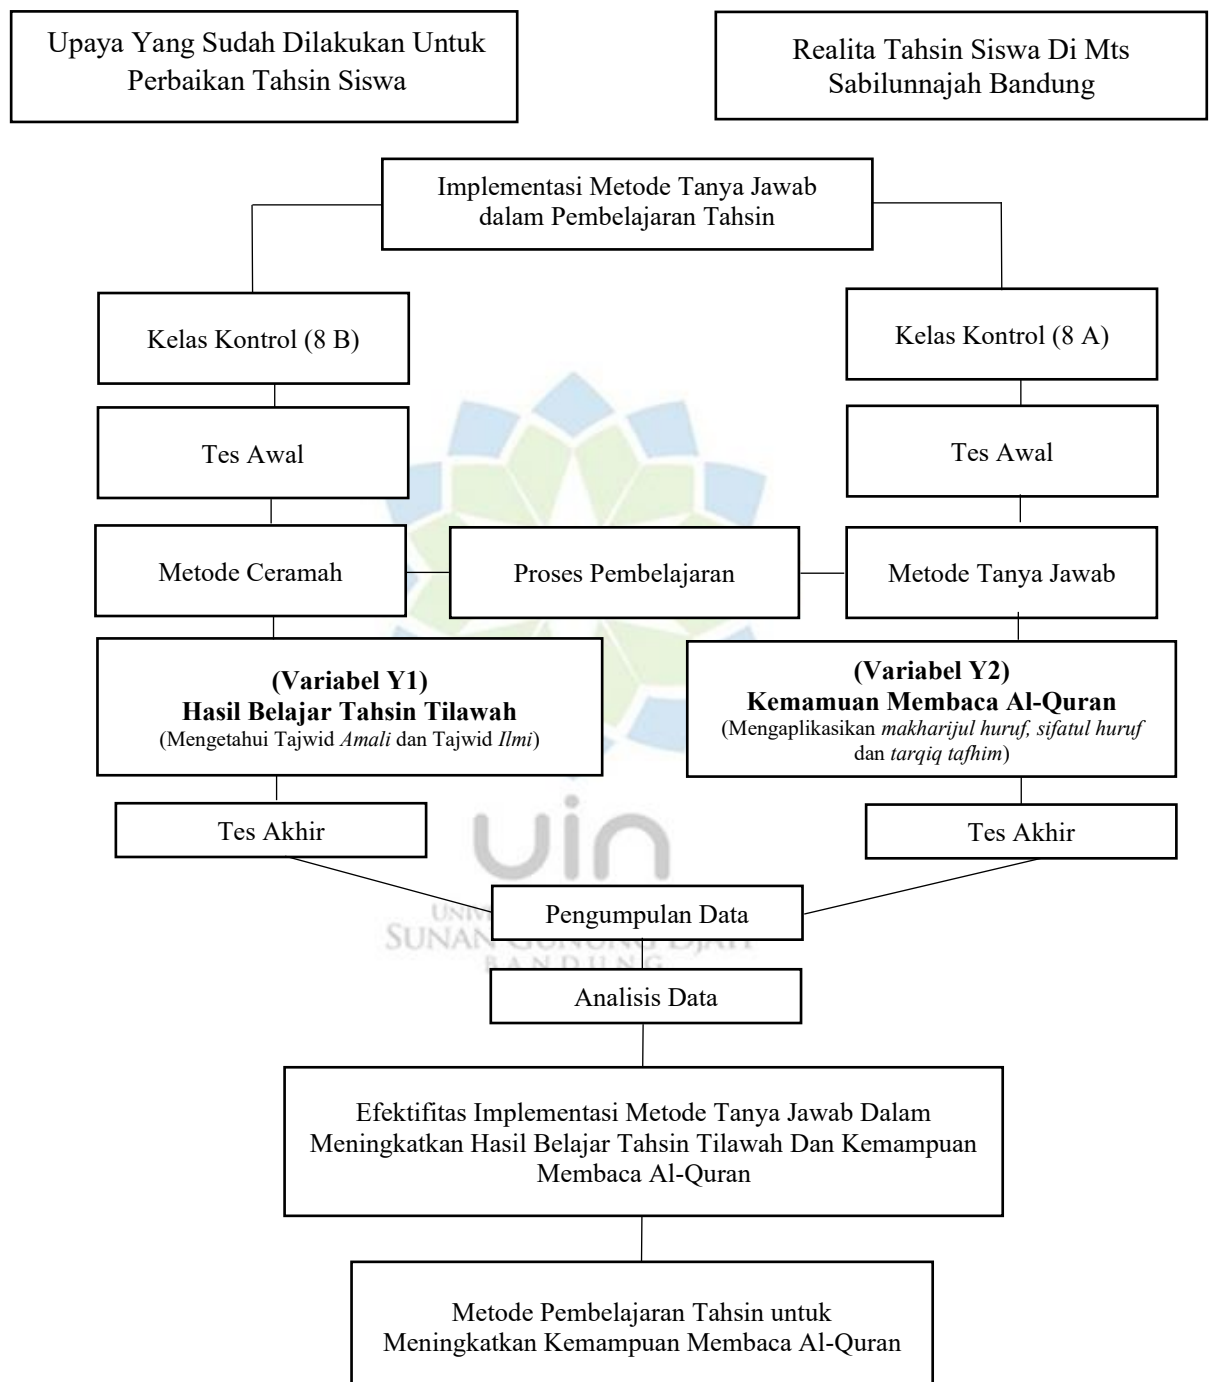 Upaya Yang Sudah Dilakukan Untuk
Perbaikan Tahsin Siswa
Realita Tahsin Siswa Di Mts
Sabilunnajah Bandung
Implementasi Metode Tanya Jawab
dalam Pembelajaran Tahsin
Kelas Kontrol (8 B)
Kelas Kontrol (8 A)
Tes Awal
Tes Awal
Metode Ceramah
Proses Pembelajaran
Metode Tanya Jawab
(Variabel Y1)
Hasil Belajar Tahsin Tilawah
(Mengetahui Tajwid Amali dan Tajwid Ilmi)
(Variabel Y2)
Kemamuan Membaca Al-Quran
(Mengaplikasikan makharijul huruf, sifatul huruf
dan tarqiq tafhim)
uin
Tes Akhir
Tes Akhir
Pengumpulan Data
SUNAN GUNUNG DJATI
BANDUNG
Analisis Data
Efektifitas Implementasi Metode Tanya Jawab Dalam
Meningkatkan Hasil Belajar Tahsin Tilawah Dan Kemampuan
Membaca Al-Quran
Metode Pembelajaran Tahsin untuk
Meningkatkan Kemampuan Membaca Al-Quran